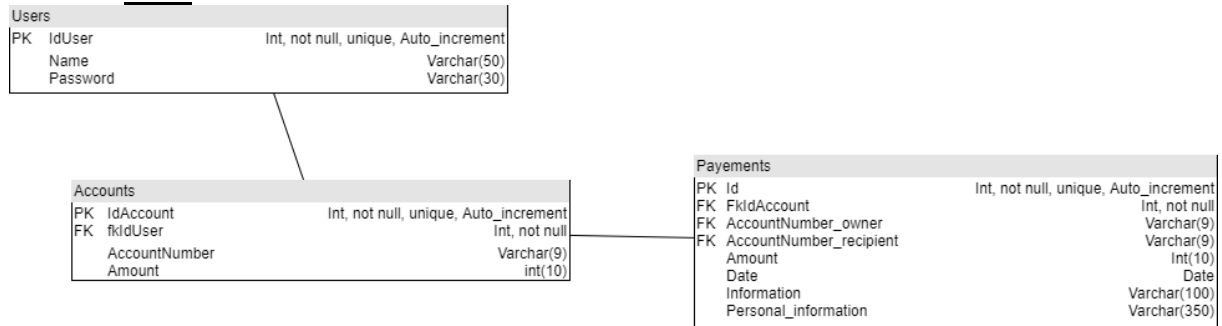 Users
PK IdUser Int, not null, unique, Auto_increment
Name Varchar(50)
Password Varchar(30)
Accounts
PK IdAccount Int, not null, unique, Auto_increment
FK fkIdUser Int, not null
AccountNumber Varchar(9)
Amount int(10)
Payements
PK Id Int, not null, unique, Auto_increment
FK FkIdAccount Int, not null
FK AccountNumber_owner Varchar(9)
FK AccountNumber_recipient Varchar(9)
Amount Int(10)
Date Date
Information Varchar(100)
Personal_information Varchar(350)